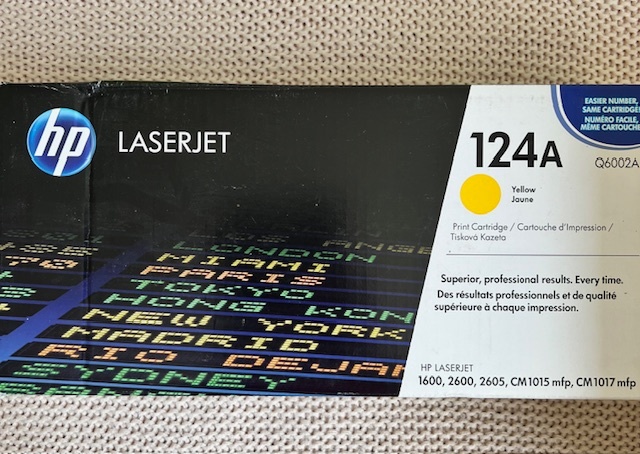 hp
LASERJET
EASIER NUMBER,
SAME CARTRIDGE!
NUMÉRO FACILE,
MÊME CARTOUCHE
124A
Q6002A
Yellow
Jaune
Print Cartridge / Cartouche d'Impression /
Tisková Kazeta
Superior, professional results. Every time.
Des résultats professionnels et de qualité
supérieure à chaque impression.
HP LASERJET
1600, 2600, 2605, CM1015 mfp, CM1017 mfp
LONDON
MIAMI
PARIS
TOKYO
HONG KON
NEW YORK
MADRID
RIO DEJAN
SYDNEY